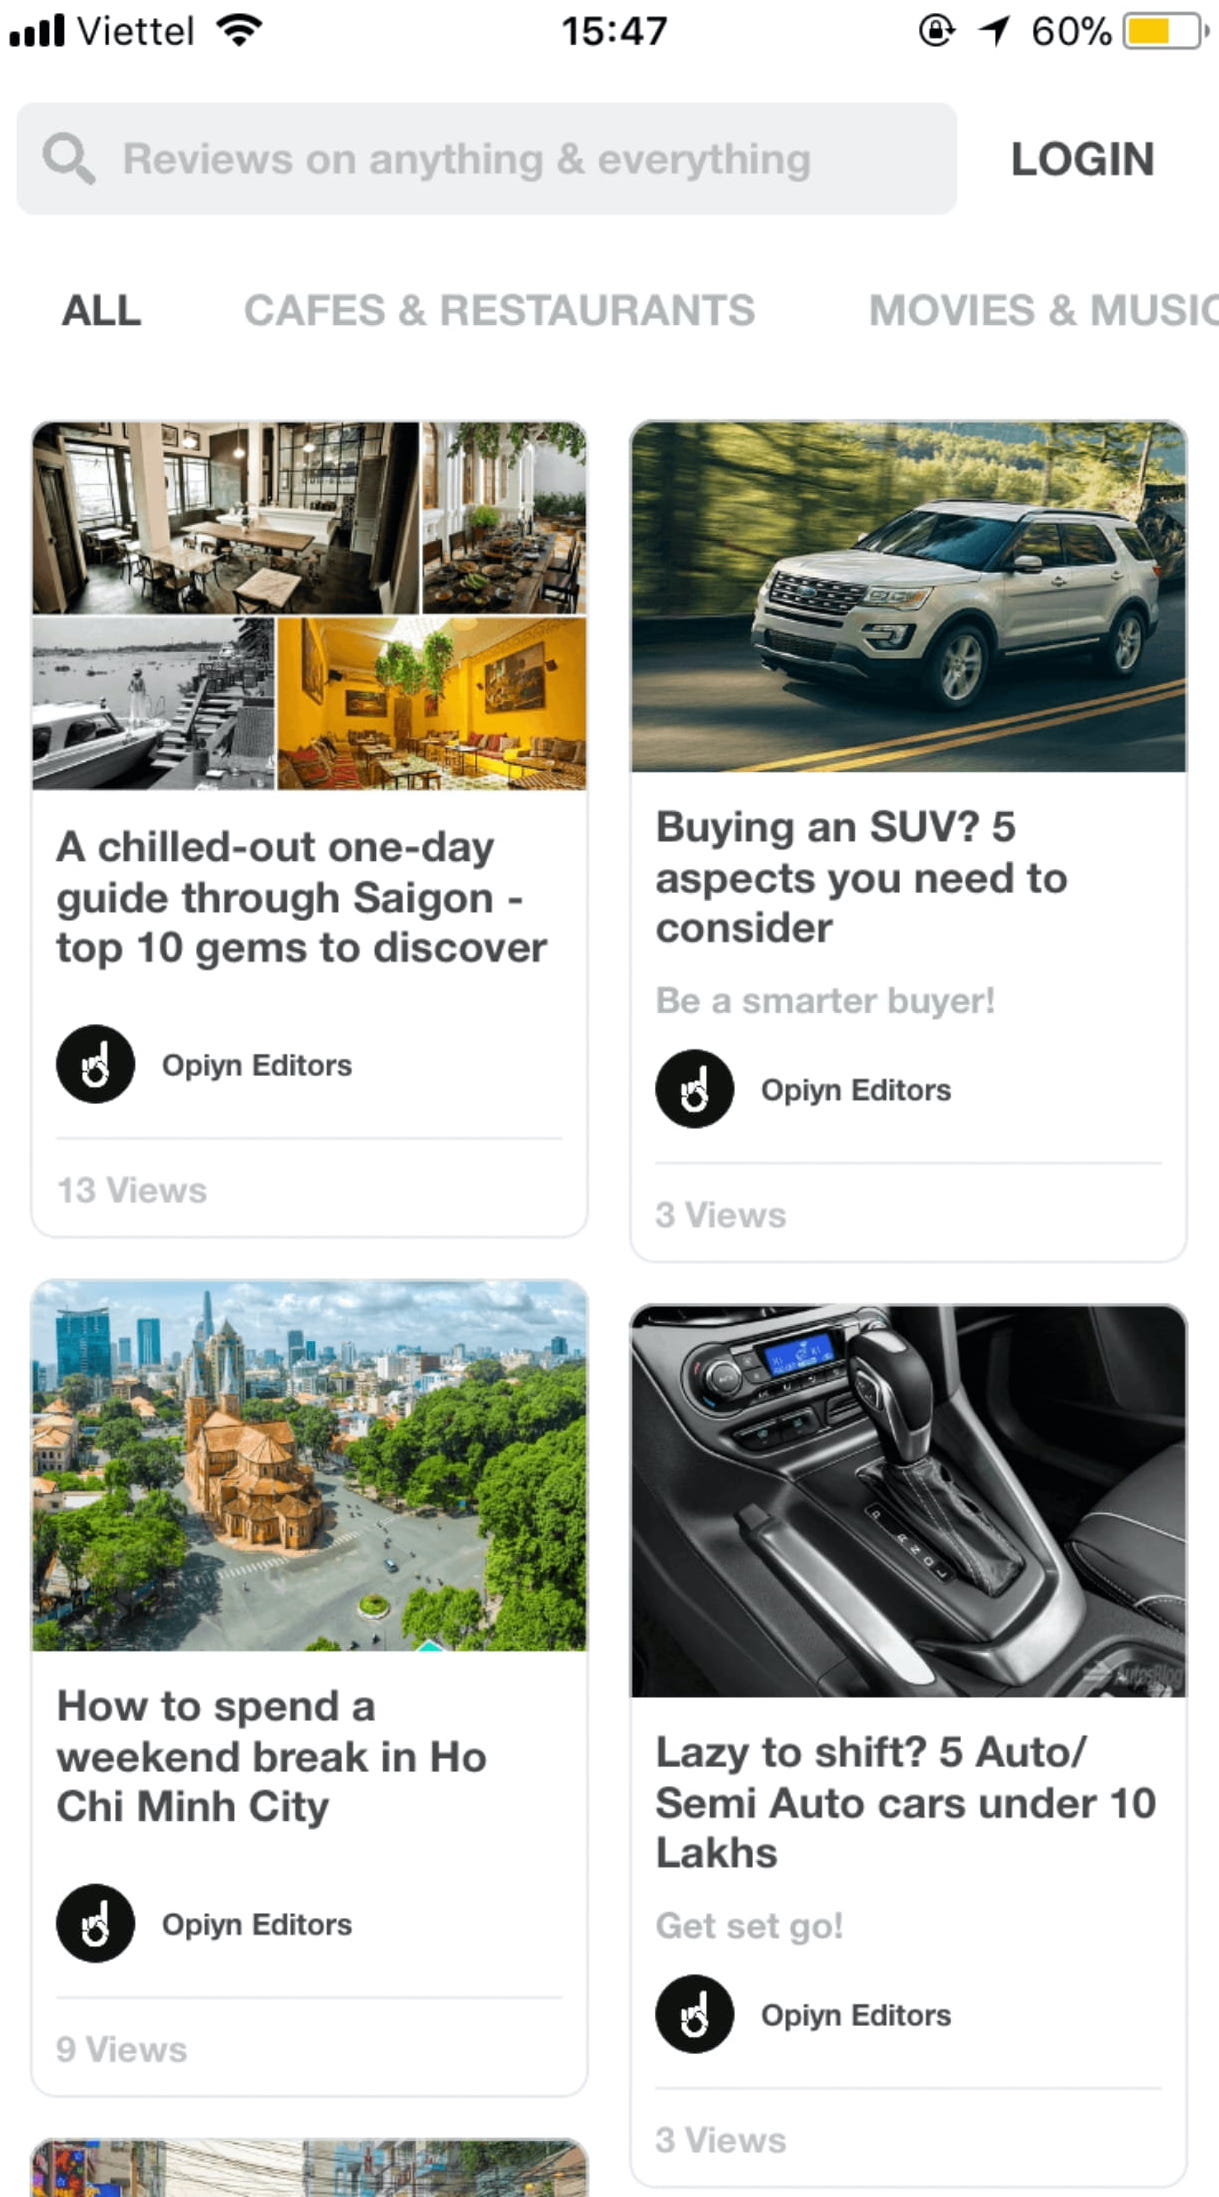 Viettel 15:47 60%
Reviews on anything & everything LOGIN
ALL CAFES & RESTAURANTS MOVIES & MUSIC
A chilled-out one-day
guide through Saigon -
top 10 gems to discover
Opiyn Editors
13 Views
Buying an SUV? 5
aspects you need to
consider
Be a smarter buyer!
Opiyn Editors
3 Views
How to spend a
weekend break in Ho
Chi Minh City
Opiyn Editors
9 Views
P R N D L
AutosBlog
Lazy to shift? 5 Auto/
Semi Auto cars under 10
Lakhs
Get set go!
Opiyn Editors
3 Views